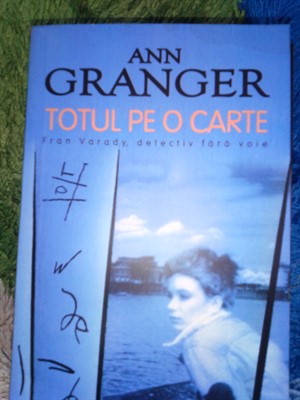 ANN
GRANGER
TOTUL PE O CARTE
Fran Varady, detectiv fără voie